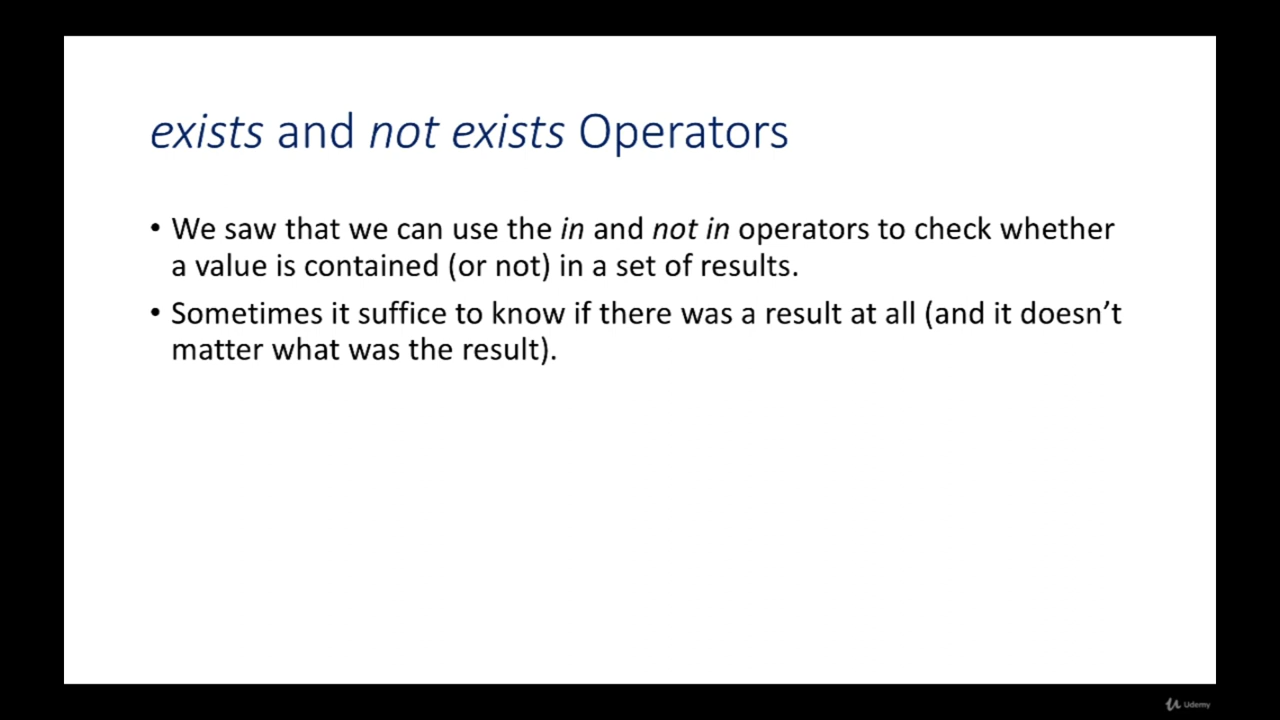 exists and not exists Operators
• We saw that we can use the in and not in operators to check whether
a value is contained (or not) in a set of results.
• Sometimes it suffice to know if there was a result at all (and it doesn’t
matter what was the result).
Udemy